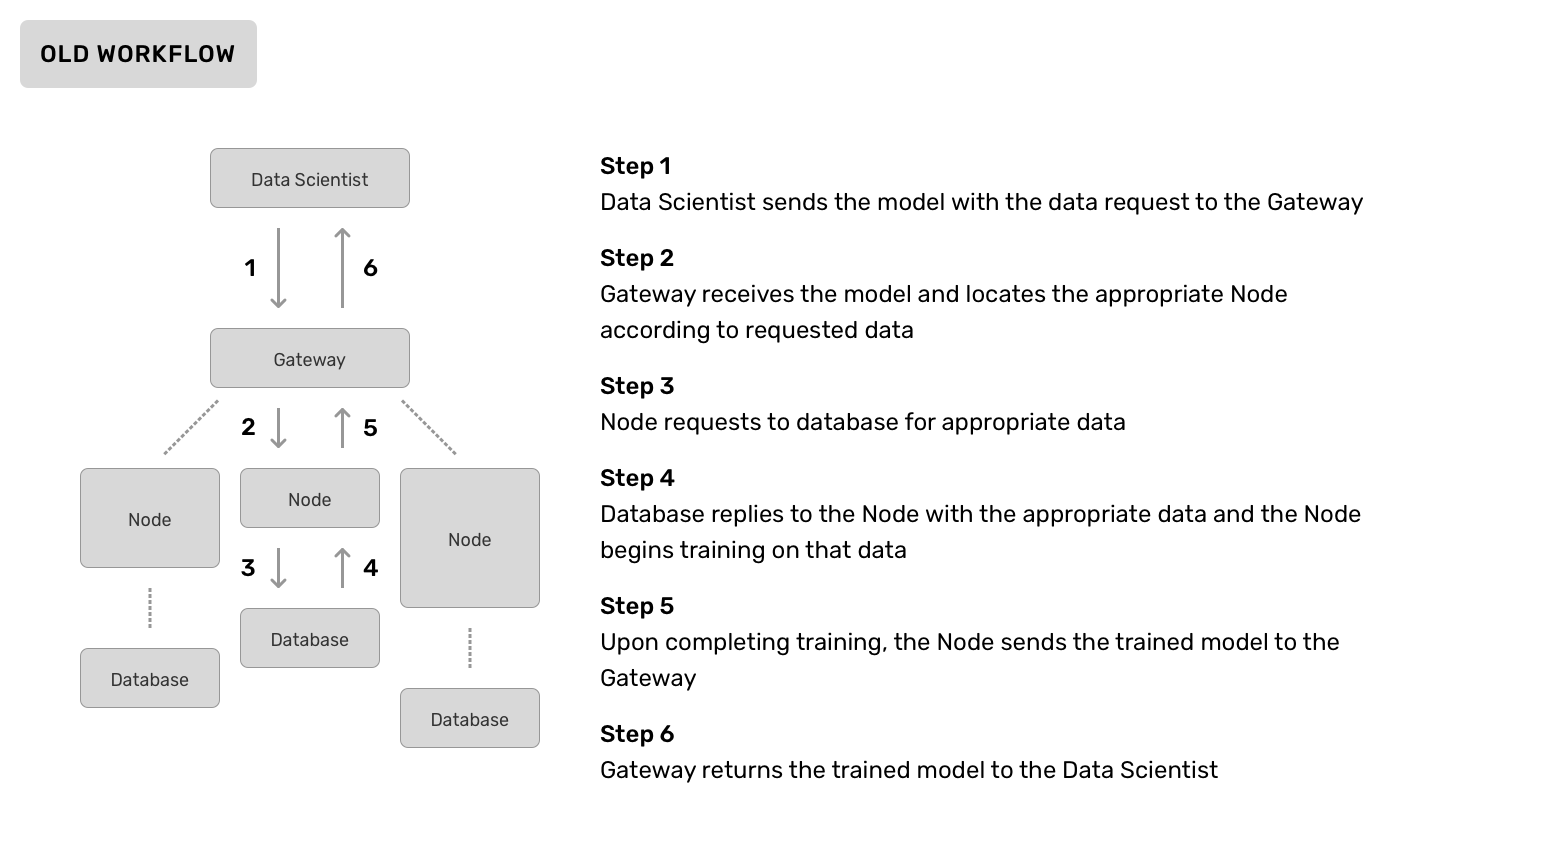 OLD WORKFLOW
Data Scientist
1
6
Gateway
2
5
Node
Node
Node
3
4
Database
Database
Database
Step 1
Data Scientist sends the model with the data request to the Gateway
Step 2
Gateway receives the model and locates the appropriate Node
according to requested data
Step 3
Node requests to database for appropriate data
Step 4
Database replies to the Node with the appropriate data and the Node
begins training on that data
Step 5
Upon completing training, the Node sends the trained model to the
Gateway
Step 6
Gateway returns the trained model to the Data Scientist